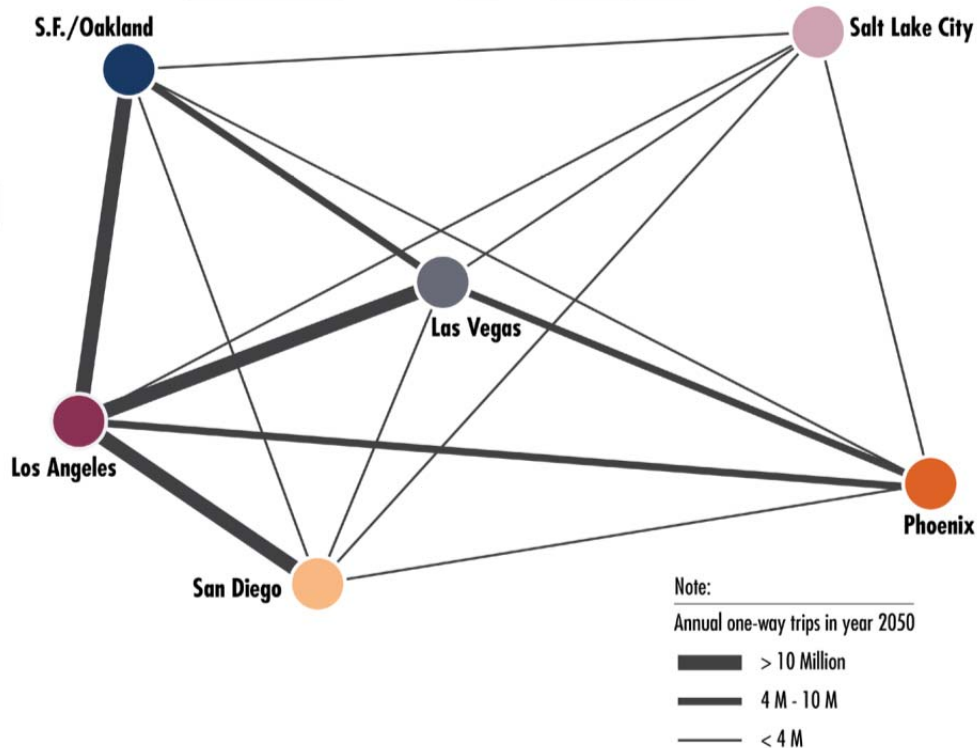 S.F./Oakland
Salt Lake City
Las Vegas
Los Angeles
Phoenix
San Diego
Note:
Annual one-way trips in year 2050
> 10 Million
4 M - 10 M
< 4 M